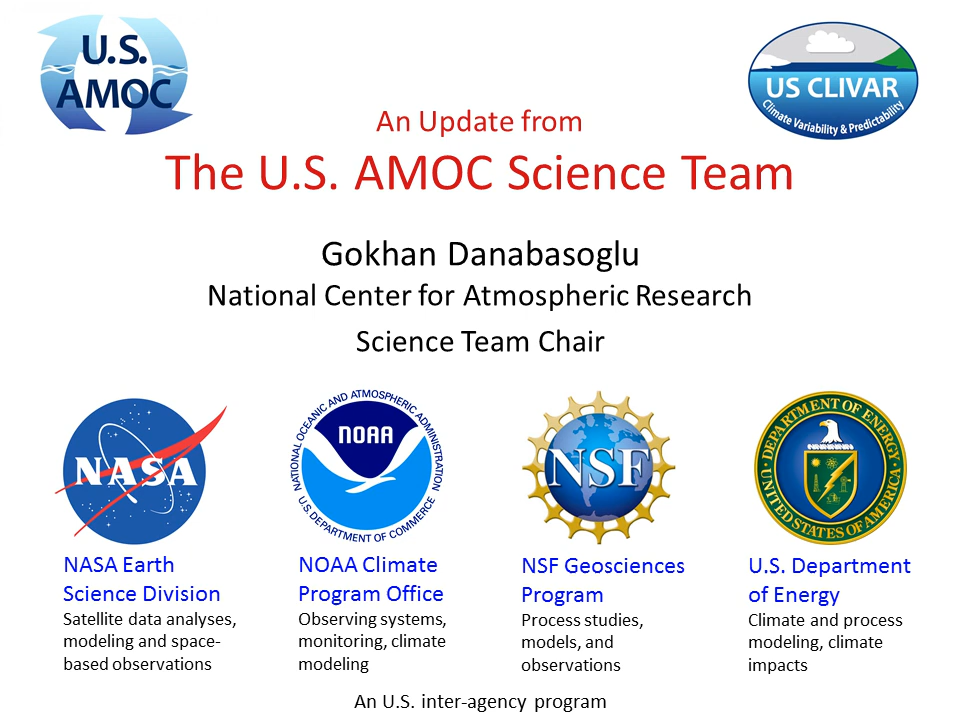 U.S.
AMOC
US CLIVAR
Climate Variability & Predictability
An Update from
The U.S. AMOC Science Team
Gokhan Danabasoglu
National Center for Atmospheric Research
Science Team Chair
NASA
NATIONAL OCEANIC AND ATMOSPHERIC ADMINISTRATION
NOAA
U.S. DEPARTMENT OF COMMERCE
NSF
DEPARTMENT OF ENERGY
UNITED STATES OF AMERICA
NASA Earth
Science Division
Satellite data analyses,
modeling and space-
based observations
NOAA Climate
Program Office
Observing systems,
monitoring, climate
modeling
NSF Geosciences
Program
Process studies,
models, and
observations
U.S. Department
of Energy
Climate and process
modeling, climate
impacts
An U.S. inter-agency program